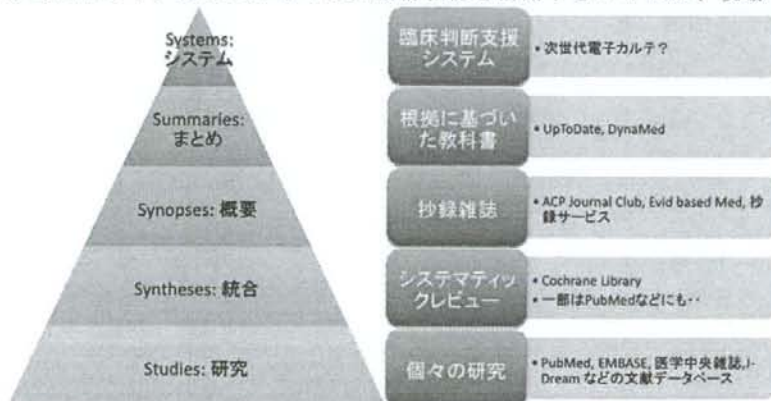 Systems:
システム
臨床判断支援
システム
• 次世代電子カルテ？
Summaries:
まとめ
根拠に基づい
た教科書
• UpToDate, DynaMed
Synopses: 概要
抄録雑誌
• ACP Journal Club, Evid based Med, 抄
録サービス
Syntheses: 統合
システマティッ
クレビュー
• Cochrane Library
• 一部はPubMedなどにも‥
Studies: 研究
個々の研究
• PubMed, EMBASE, 医学中央雑誌,J-
Dream などの文献データベース